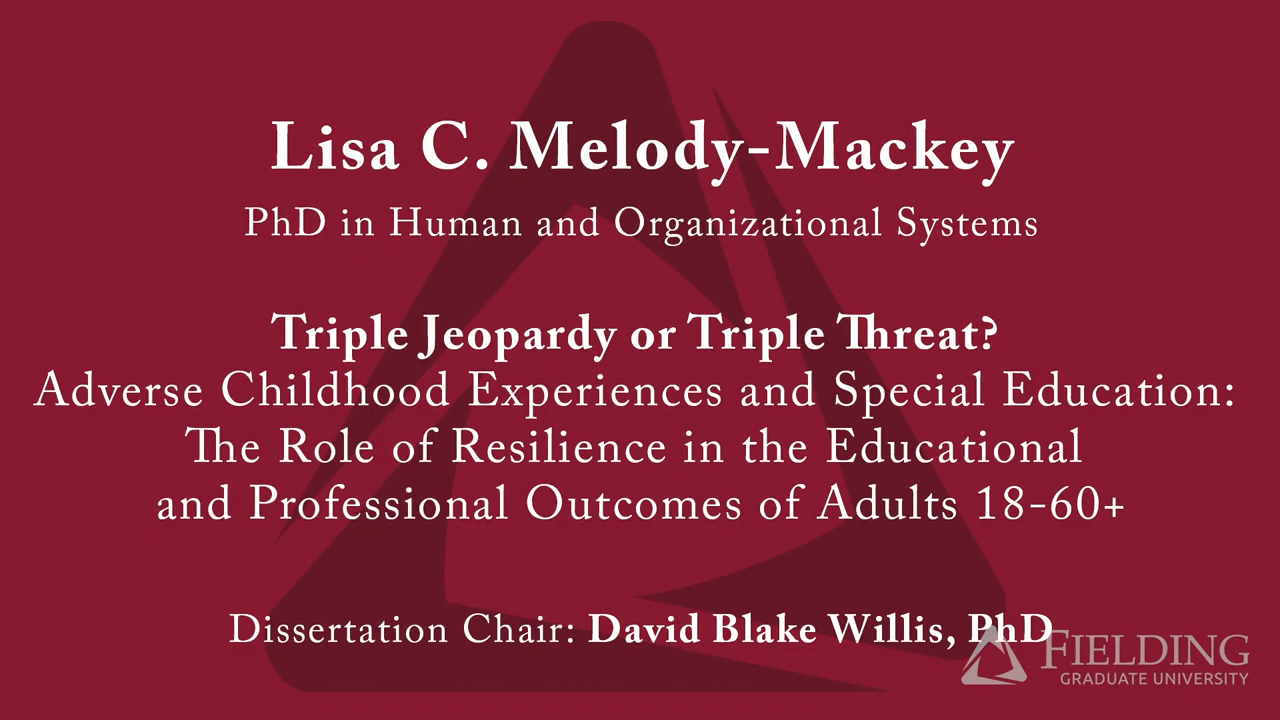 Lisa C. Melody-Mackey
PhD in Human and Organizational Systems
Triple Jeopardy or Triple Threat?
Adverse Childhood Experiences and Special Education:
The Role of Resilience in the Educational
and Professional Outcomes of Adults 18-60+
Dissertation Chair: David Blake Willis, PhD
FIELDING
GRADUATE UNIVERSITY